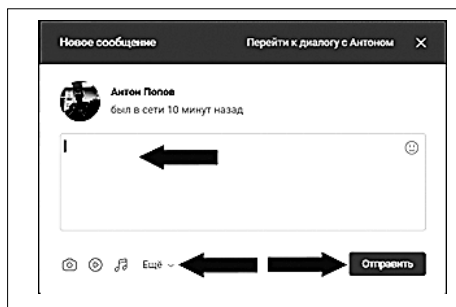 Новое сообщение Перейти к диалогу с Антоном
Антон Попов
был в сети 10 минут назад
Ещё
Отправить